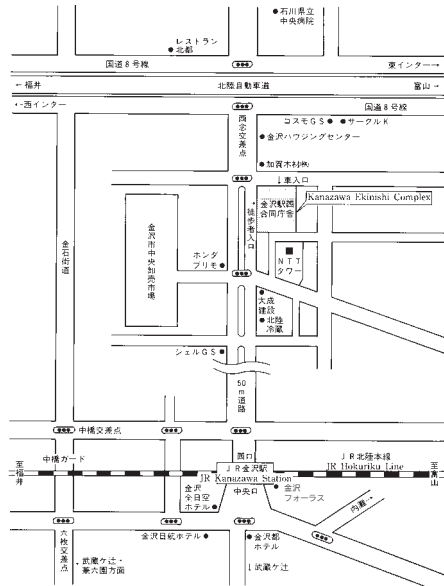 石川県立
中央病院
レストラン
北都
国道8号線
東インター→
←福井
北陸自動車道
富山→
←西インター
国道8号線
コスモGS
サークルK
金沢ハウジングセンター
両念交差点
加賀木材㈱
↓車入口
金沢駅西
合同庁舎
Kanazawa Ekinishi Complex
徒歩者入口
金沢市中央卸売市場
金石街道
NTT
タワー
ホンダ
プリモ
大成
建設
北陸
冷蔵
シェルGS
50m道路
中橋交差点
中橋ガード
西口
JR金沢駅
JR Kanazawa Station
中央口
JR北陸本線
JR Hokuriku Line
至福井
至富山
金沢
全日空
ホテル
金沢
フォーラス
内灘→
金沢日航ホテル
金沢都
ホテル
六枚交差点
武蔵ケ辻・
兼六園方面
↓武蔵ケ辻